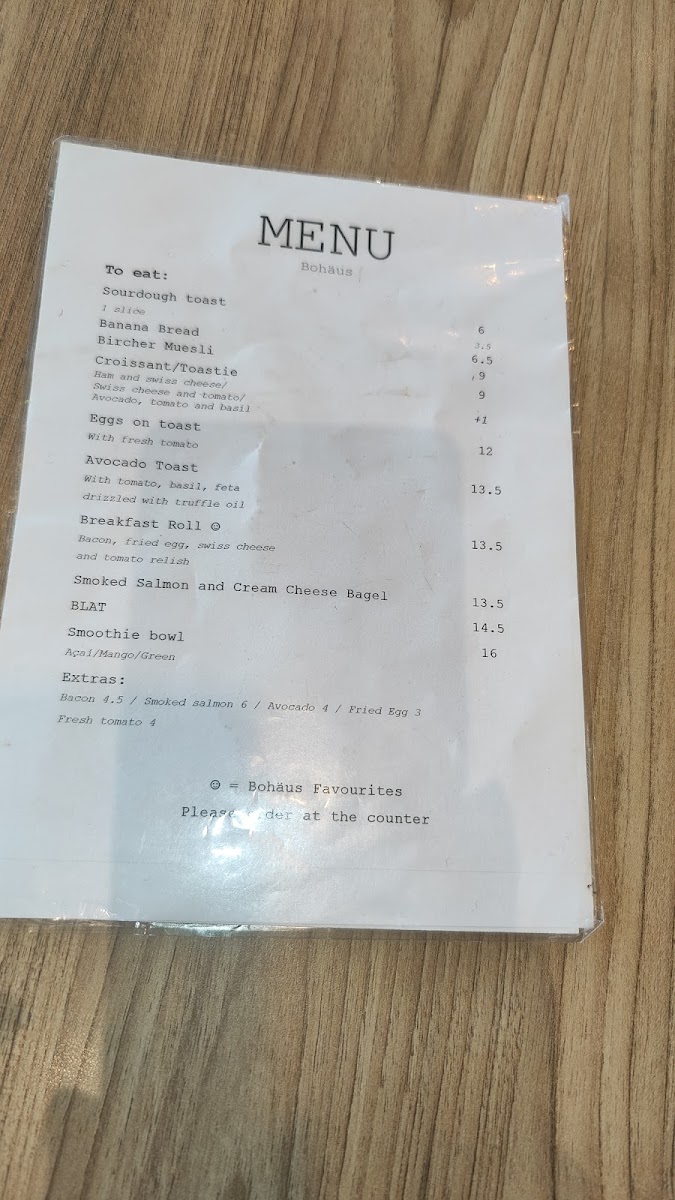 MENU
Bohäus
To eat:
Sourdough toast 6
1 slice 3.5
Banana Bread 6.5
Bircher Muesli 9
Croissant/Toastie 9
Ham and swiss cheese/
Swiss cheese and tomato/ +1
Avocado, tomato and basil
Eggs on toast 12
With fresh tomato
Avocado Toast 13.5
With tomato, basil, feta
drizzled with truffle oil
Breakfast Roll ☺ 13.5
Bacon, fried egg, swiss cheese
and tomato relish
Smoked Salmon and Cream Cheese Bagel 13.5
BLAT 14.5
Smoothie bowl 16
Açai/Mango/Green
Extras:
Bacon 4.5 / Smoked salmon 6 / Avocado 4 / Fried Egg 3
Fresh tomato 4
☺ = Bohäus Favourites
Please order at the counter